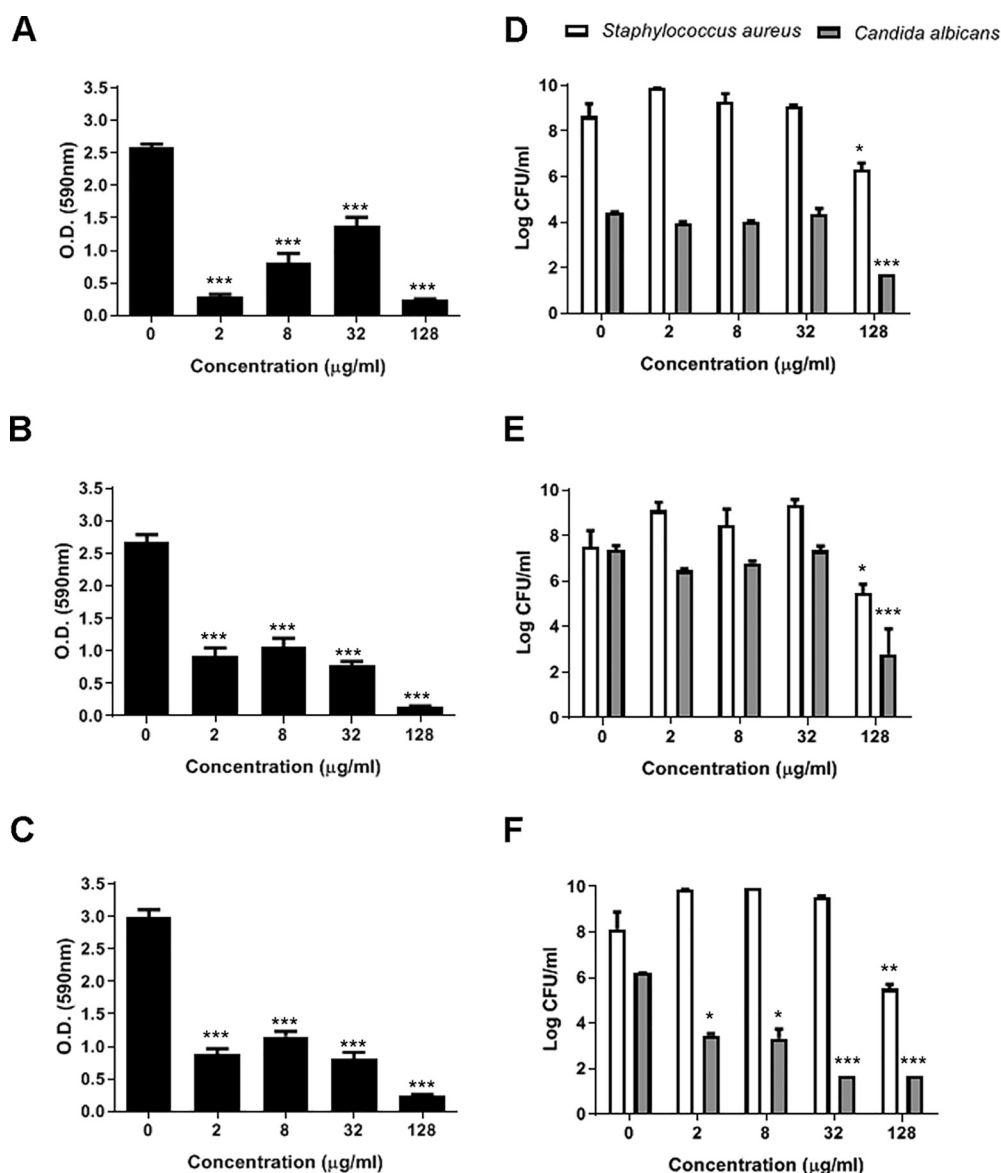 A
3.5
3.0
2.5
2.0
1.5
1.0
0.5
0.0
O.D. (590nm)
***
***
***
***
0 2 8 32 128
Concentration (μg/ml)
D
Staphylococcus aureus Candida albicans
10
8
6
4
2
0
Log CFU/ml
*
***
0 2 8 32 128
Concentration (μg/ml)
B
3.5
3.0
2.5
2.0
1.5
1.0
0.5
0.0
O.D. (590nm)
***
***
***
***
0 2 8 32 128
Concentration (μg/ml)
E
10
8
6
4
2
0
Log CFU/ml
*
***
0 2 8 32 128
Concentration (μg/ml)
C
3.5
3.0
2.5
2.0
1.5
1.0
0.5
0.0
O.D. (590nm)
***
***
***
***
0 2 8 32 128
Concentration (μg/ml)
F
10
8
6
4
2
0
Log CFU/ml
*
*
***
**
***
0 2 8 32 128
Concentration (μg/ml)